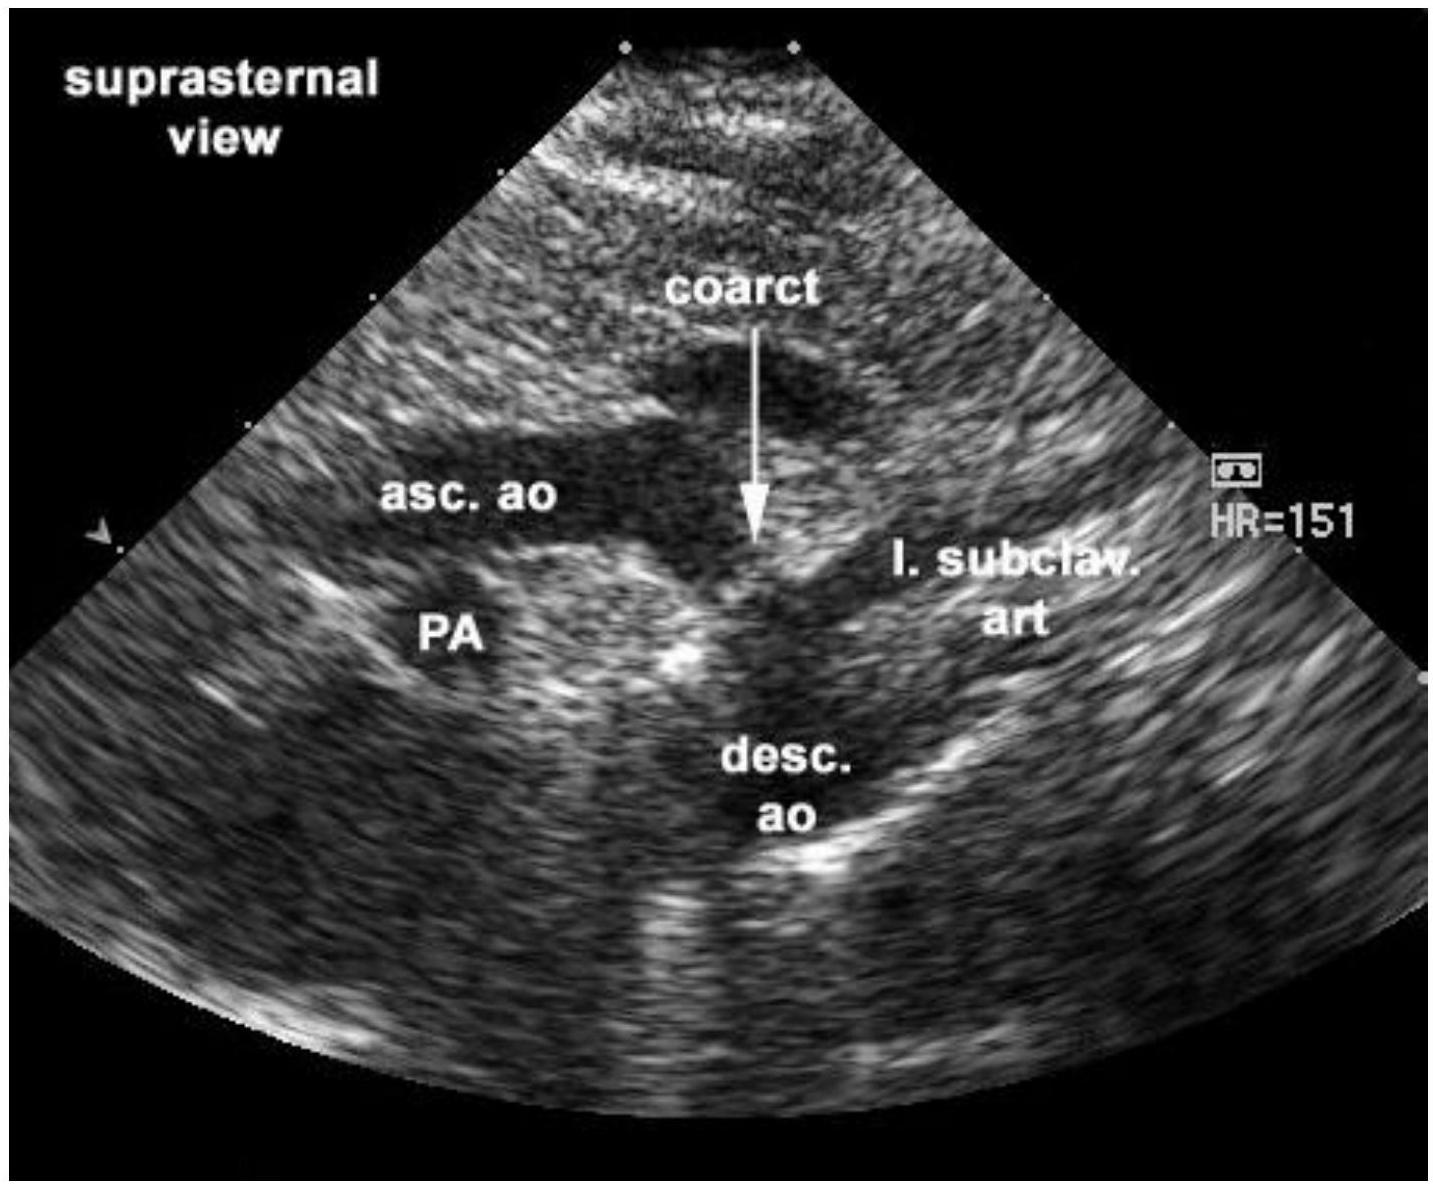 suprasternal
view
coarct
asc. ao
HR=151
l. subclav.
art
PA
desc.
ao